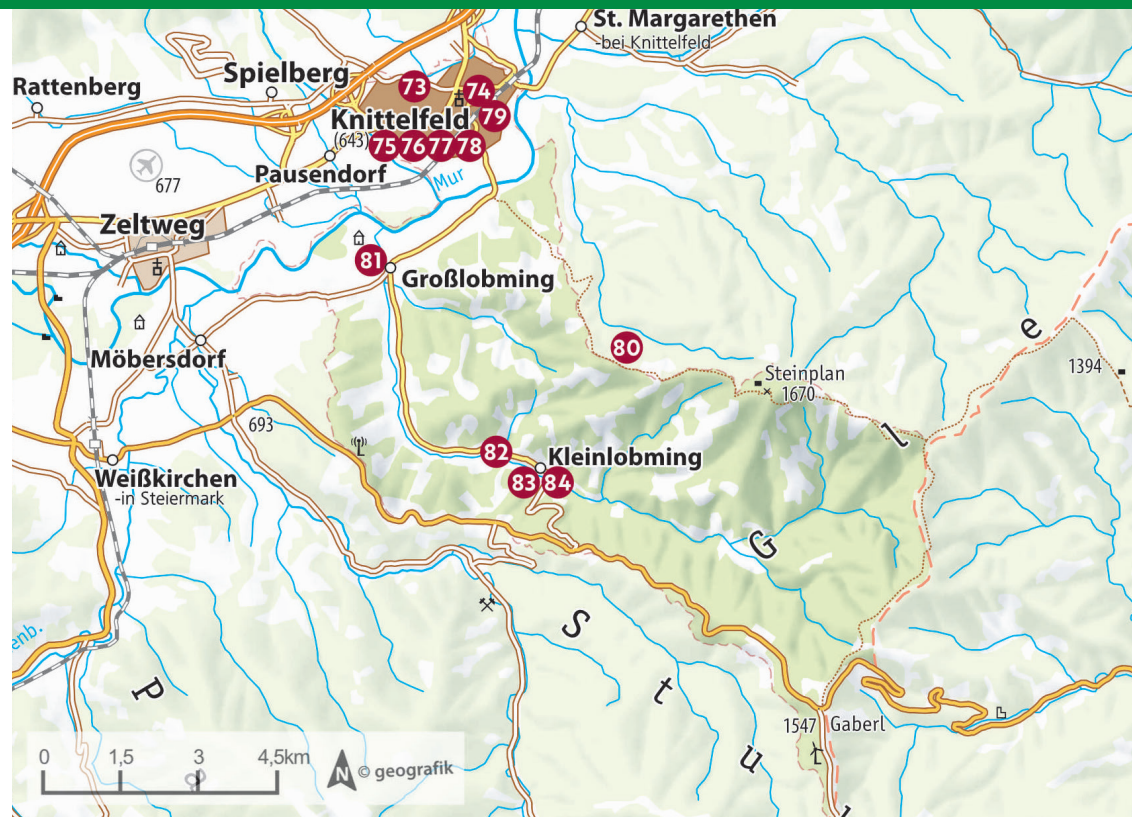 St. Margarethen
-bei Knittelfeld
Spielberg
Rattenberg
73
74
Knittelfeld
79
(643)
75 76 77 78
Pausendorf
677
Mur
Zeltweg
81
Großlobming
e
Möbersdorf
80
1394
Steinplan
1670
693
l
82
Kleinlobming
Weißkirchen
-in Steiermark
83 84
G
S
enb.
P
t
1547
Gaberl
u
0 1,5 3 4,5km
N © geografik